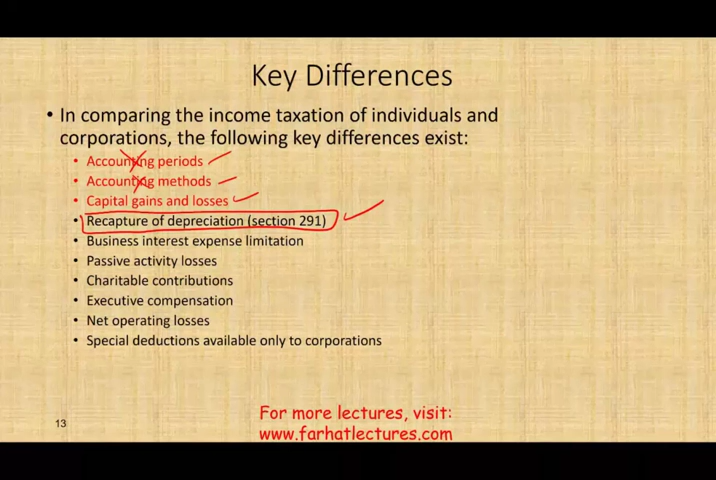 Key Differences
• In comparing the income taxation of individuals and
corporations, the following key differences exist:
• Accounting periods
• Accounting methods
• Capital gains and losses
• Recapture of depreciation (section 291)
• Business interest expense limitation
• Passive activity losses
• Charitable contributions
• Executive compensation
• Net operating losses
• Special deductions available only to corporations
For more lectures, visit:
www.farhatlectures.com
13